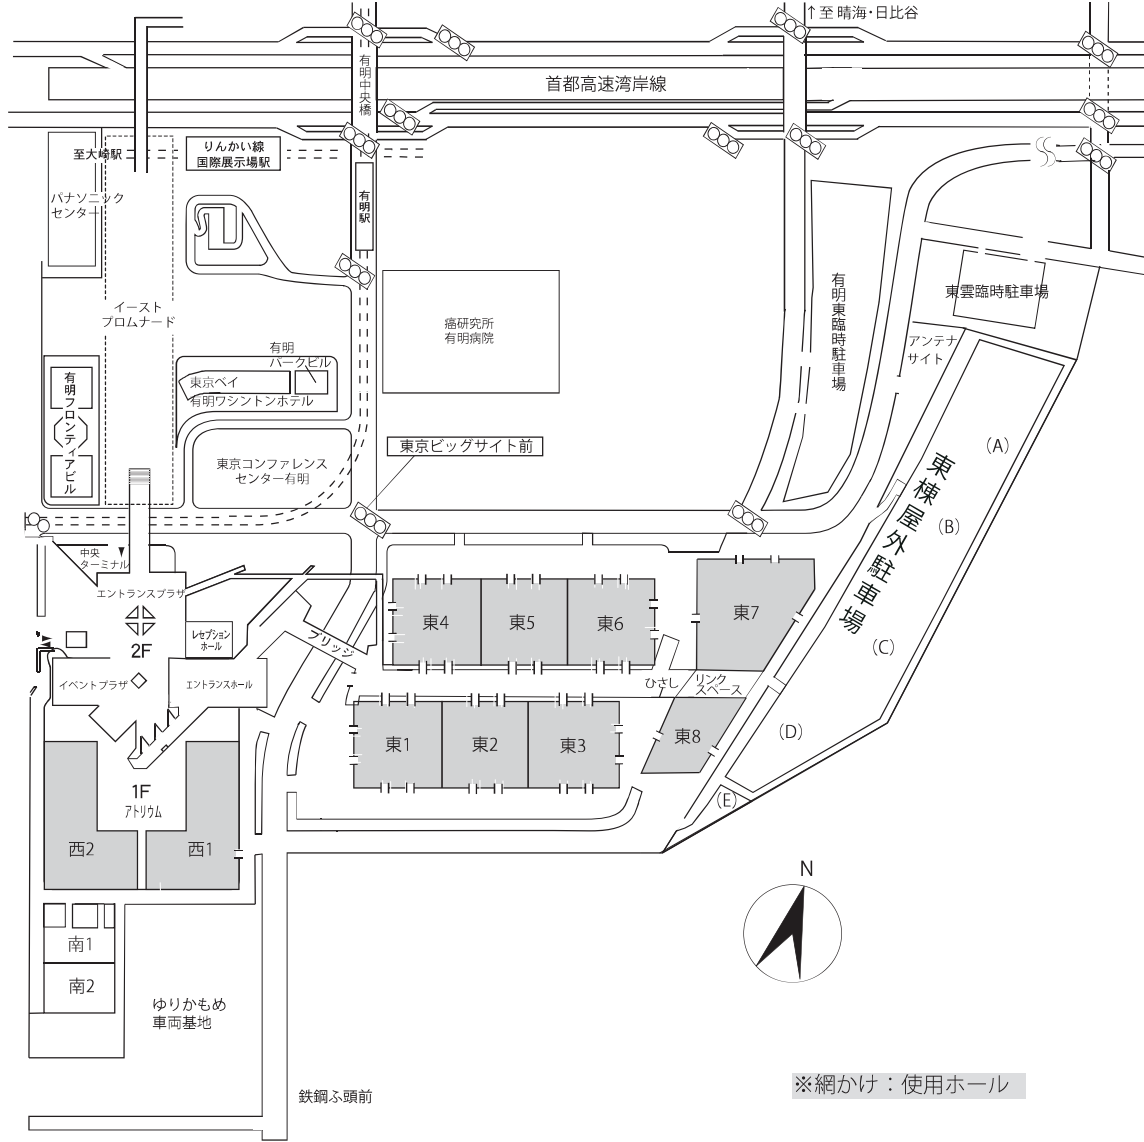 ↑至 晴海・日比谷
有明中央橋
首都高速湾岸線
至大崎駅
りんかい線
国際展示場駅
パナソニック
センター
有明駅
イースト
プロムナード
癌研究所
有明病院
有明東臨時駐車場
東雲臨時駐車場
アンテナ
サイト
有明
パークビル
東京ベイ
有明ワシントンホテル
有明フロンティアビル
東京ビッグサイト前
東京コンファレンス
センター有明
(A)
東棟屋外駐車場
(B)
(C)
(D)
(E)
中央
ターミナル
エントランスプラザ
レセプション
ホール
2F
ブリッジ
イベントプラザ
エントランスホール
東4
東5
東6
東7
ひさし
リンク
スペース
東1
東2
東3
東8
1F
アトリウム
西2
西1
南1
南2
ゆりかもめ
車両基地
鉄鋼ふ頭前
N
※網かけ：使用ホール